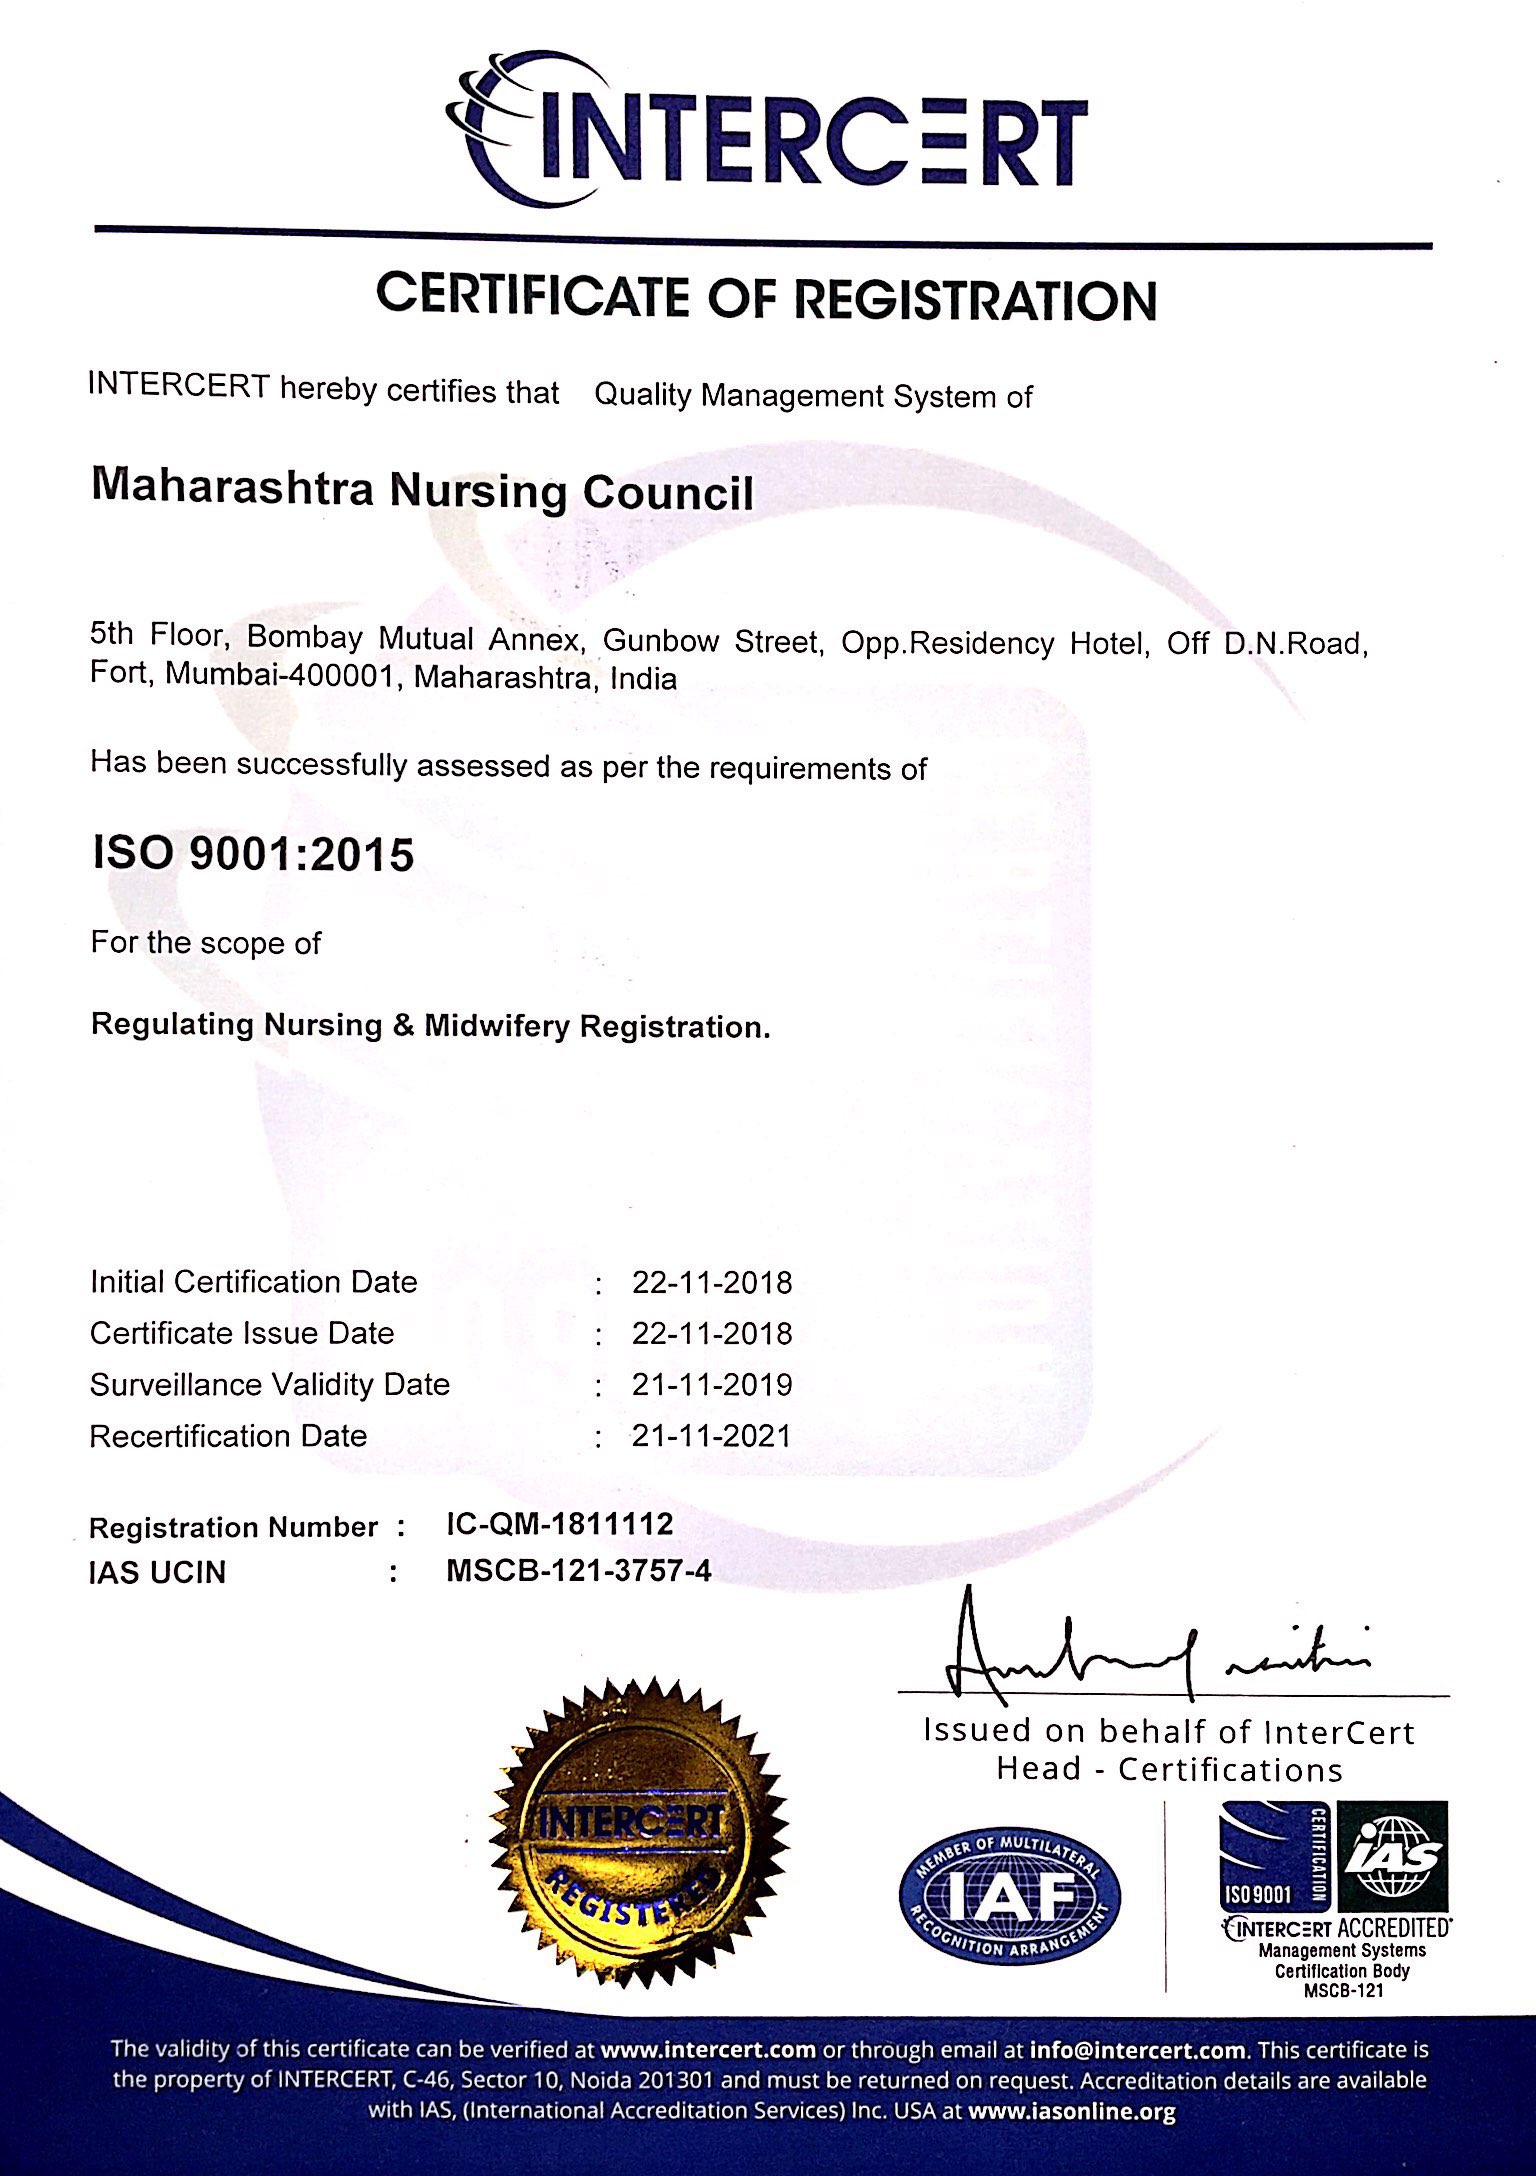 INTERCERT
CERTIFICATE OF REGISTRATION
INTERCERT hereby certifies that Quality Management System of
Maharashtra Nursing Council
5th Floor, Bombay Mutual Annex, Gunbow Street, Opp.Residency Hotel, Off D.N.Road,
Fort, Mumbai-400001, Maharashtra, India
Has been successfully assessed as per the requirements of
ISO 9001:2015
For the scope of
Regulating Nursing & Midwifery Registration.
Initial Certification Date : 22-11-2018
Certificate Issue Date : 22-11-2018
Surveillance Validity Date : 21-11-2019
Recertification Date : 21-11-2021
Registration Number : IC-QM-1811112
IAS UCIN : MSCB-121-3757-4
Issued on behalf of InterCert
Head - Certifications
INTERCERT
REGISTERED
MEMBER OF MULTILATERAL
IAF
RECOGNITION ARRANGEMENT
CERTIFICATION
ISO 9001
IAS
INTERCERT ACCREDITED
Management Systems
Certification Body
MSCB-121
The validity of this certificate can be verified at www.intercert.com or through email at info@intercert.com. This certificate is
the property of INTERCERT, C-46, Sector 10, Noida 201301 and must be returned on request. Accreditation details are available
with IAS, (International Accreditation Services) Inc. USA at www.iasonline.org